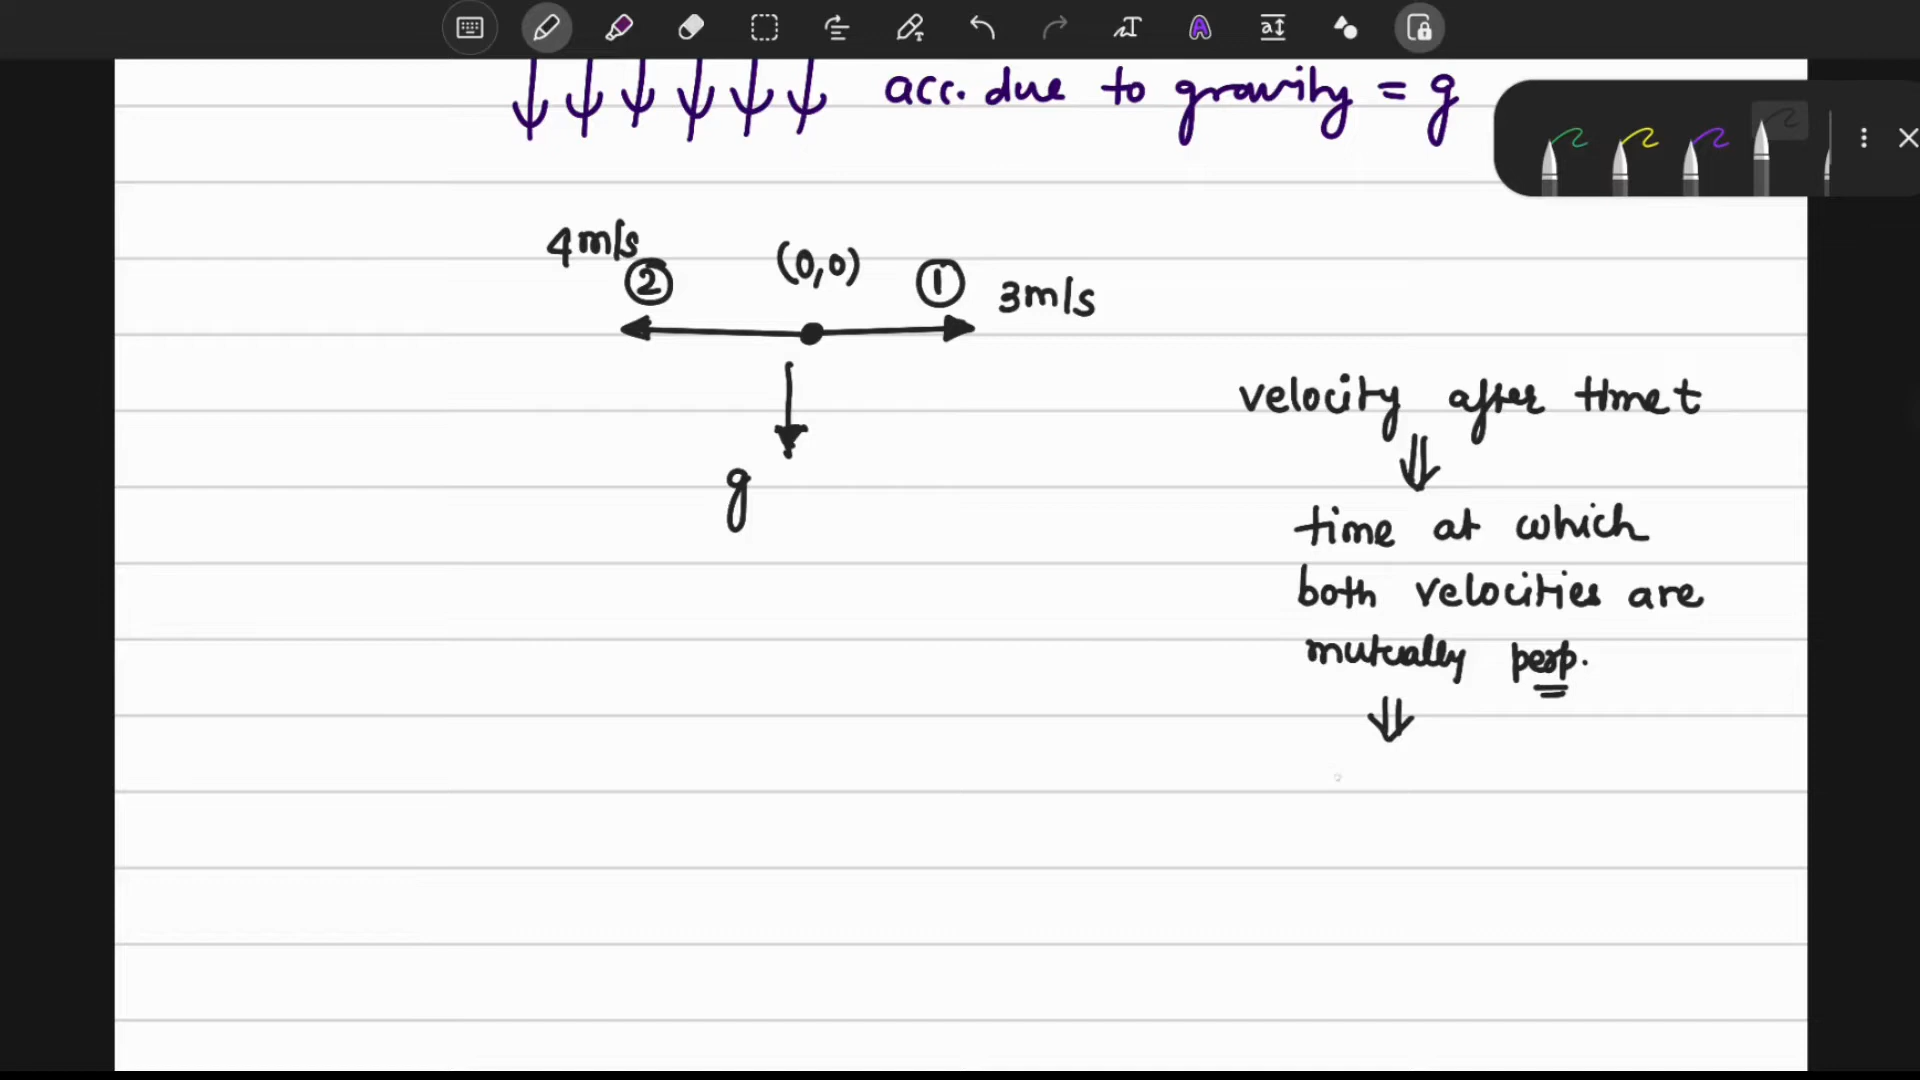 acc. due to gravity = g
4m/s
②
(0,0)
①
3m/s
g
velocity after time t
time at which
both velocities are
mutually perp.